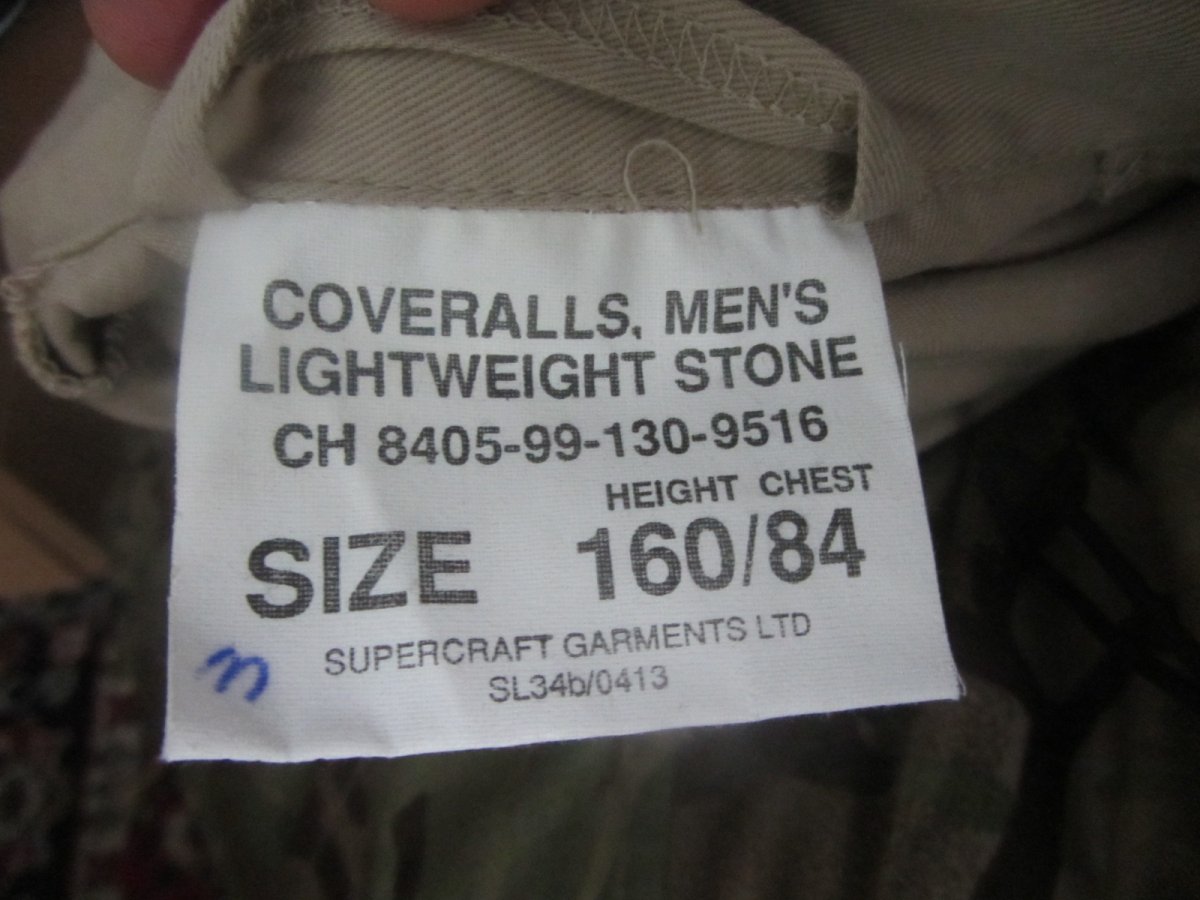 COVERALLS, MEN'S
LIGHTWEIGHT STONE
CH 8405-99-130-9516
HEIGHT CHEST
SIZE 160/84
SUPERCRAFT GARMENTS LTD
SL34b/0413
n